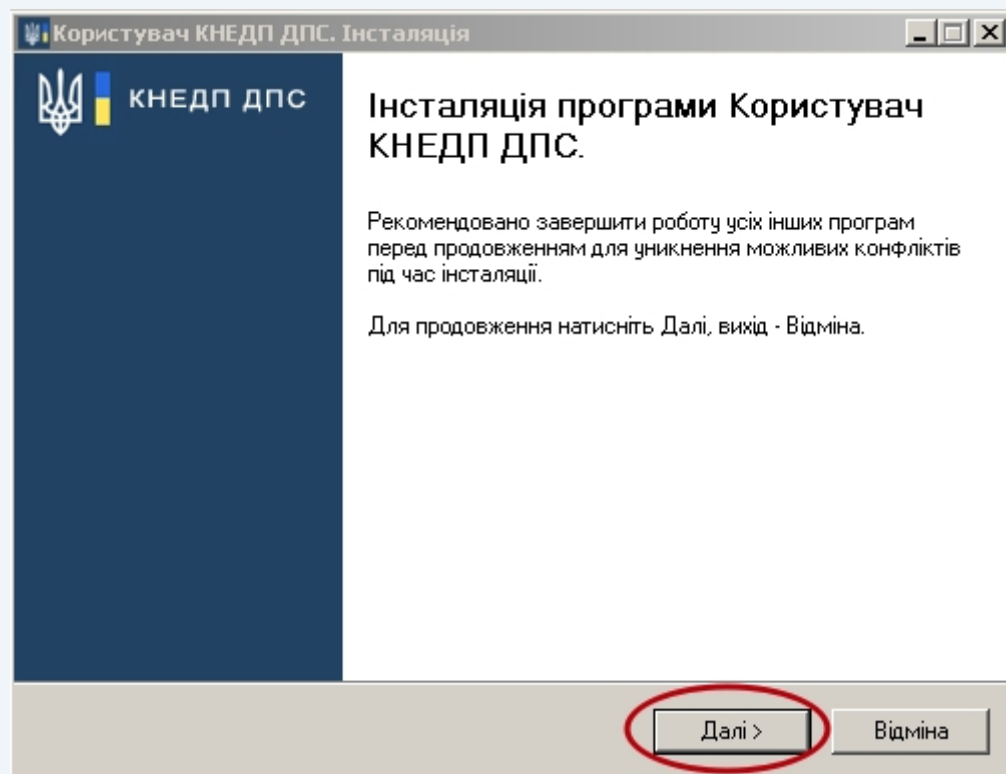 Користувач КНЕДП ДПС. Інсталяція
КНЕДП ДПС
Інсталяція програми Користувач
КНЕДП ДПС.
Рекомендовано завершити роботу усіх інших програм
перед продовженням для уникнення можливих конфліктів
під час інсталяції.
Для продовження натисніть Далі, вихід - Відміна.
Далі >
Відміна